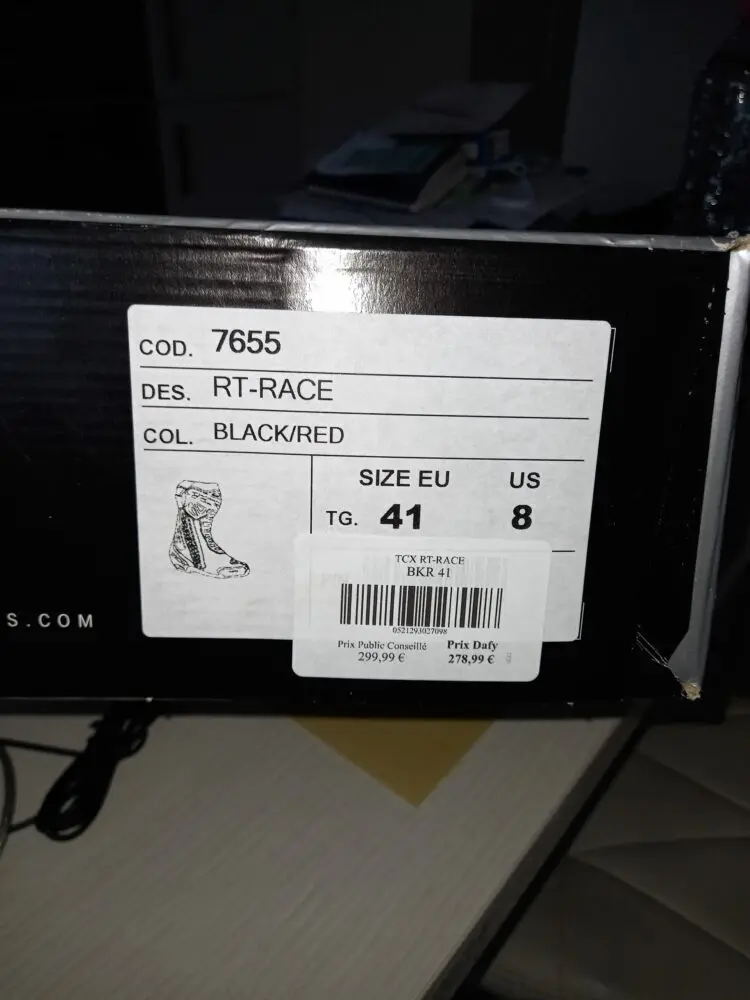 COD. 7655
DES. RT-RACE
COL. BLACK/RED
SIZE EU US
TG. 41 8
TCX RT-RACE
BKR 41
0521293027098
Prix Public Conseillé Prix Dafy
299,99 € 278,99 €
S.COM